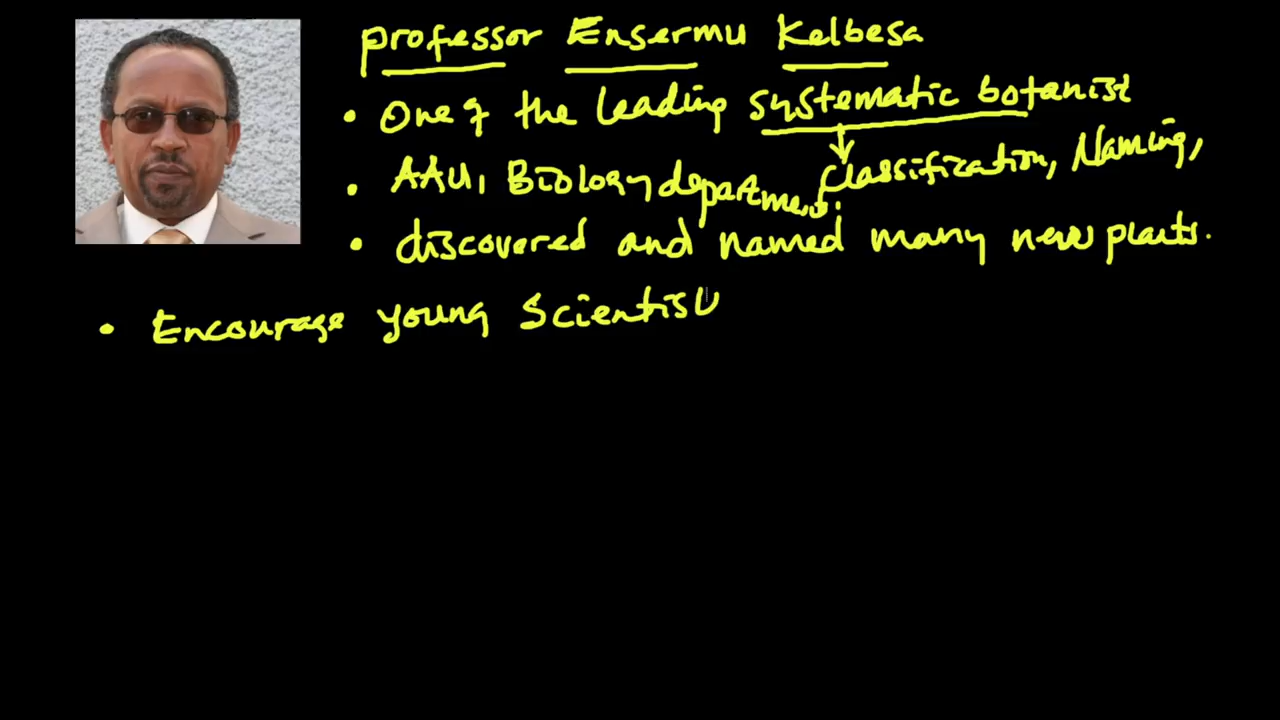 professor Ensermu Kelbesa
• One of the leading systematic botanist
Classification, Naming,
• AAU, Biology department.
• discovered and named many new plants.
• Encourage young Scientist